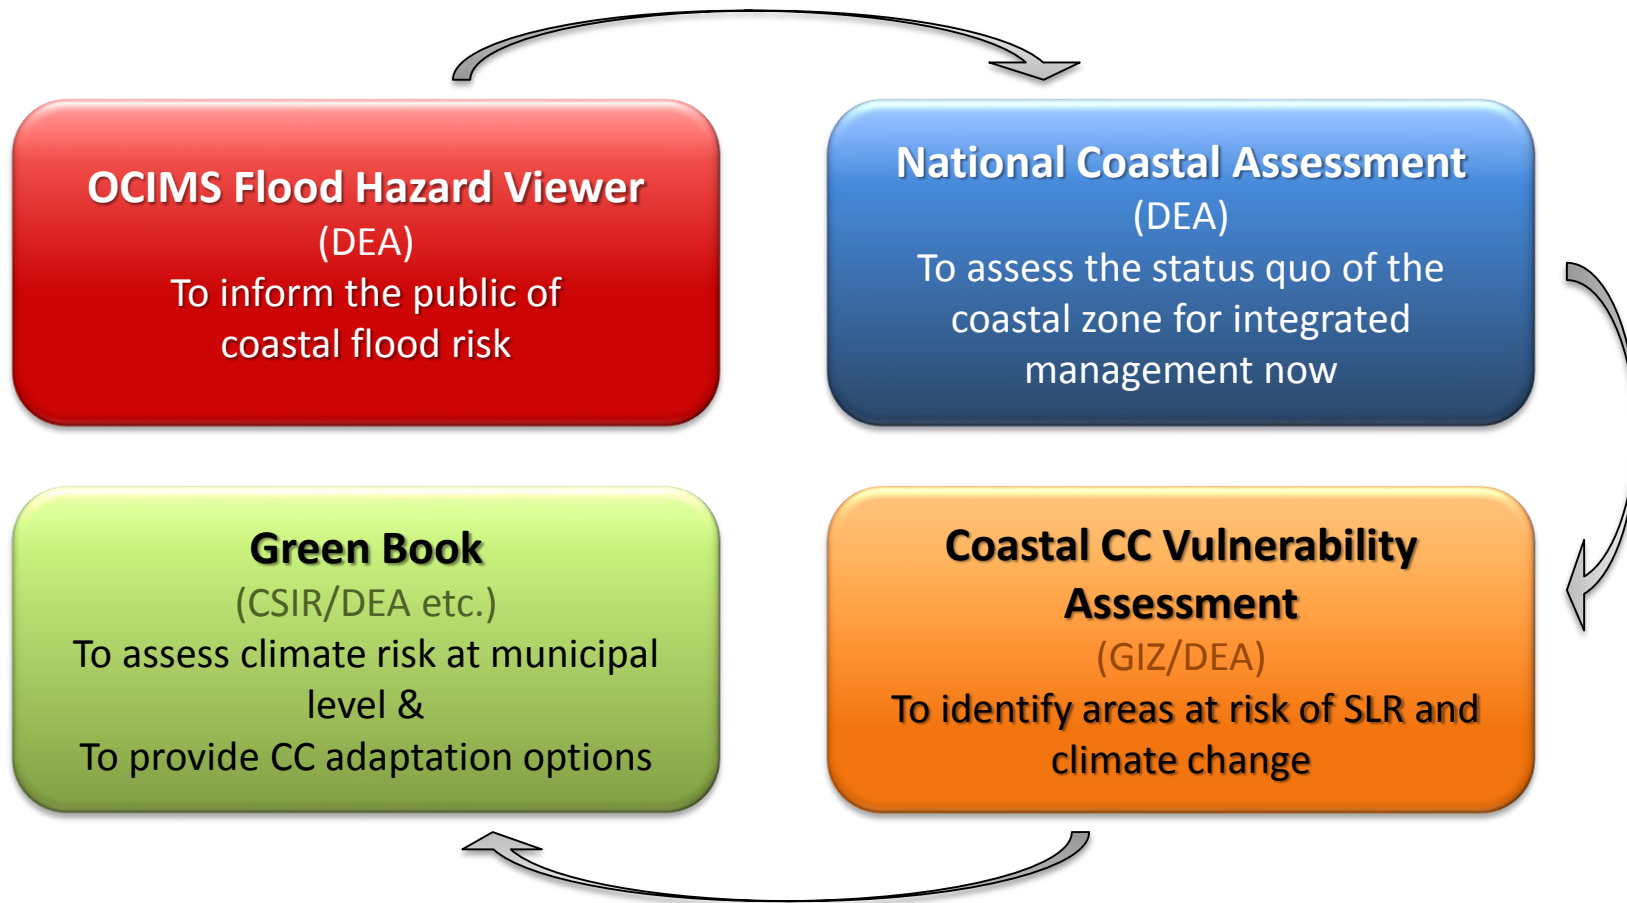 OCIMS Flood Hazard Viewer
(DEA)
To inform the public of
coastal flood risk
National Coastal Assessment
(DEA)
To assess the status quo of the
coastal zone for integrated
management now
Green Book
(CSIR/DEA etc.)
To assess climate risk at municipal
level &
To provide CC adaptation options
Coastal CC Vulnerability
Assessment
(GIZ/DEA)
To identify areas at risk of SLR and
climate change